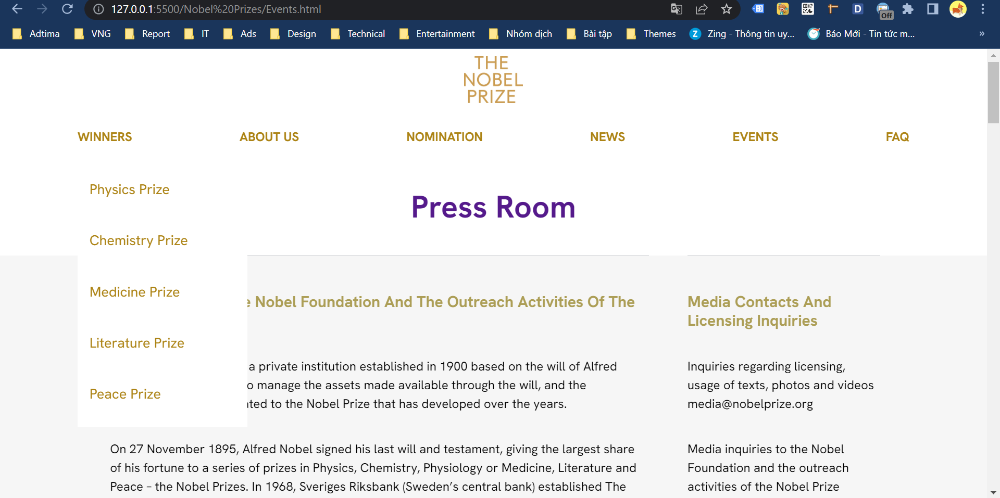 127.0.0.1:5500/Nobel%20Prizes/Events.html
Off
Adtima VNG Report IT Ads Design Technical Entertainment Nhóm dịch Bài tập Themes Zing - Thông tin uy... Báo Mới - Tin tức m... »
THE
NOBEL
PRIZE
WINNERS ABOUT US NOMINATION NEWS EVENTS FAQ
Physics Prize
Chemistry Prize
Medicine Prize
Literature Prize
Peace Prize
Press Room
Nobel Foundation And The Outreach Activities Of The
a private institution established in 1900 based on the will of Alfred
manage the assets made available through the will, and the
to the Nobel Prize that has developed over the years.
On 27 November 1895, Alfred Nobel signed his last will and testament, giving the largest share
of his fortune to a series of prizes in Physics, Chemistry, Physiology or Medicine, Literature and
Peace – the Nobel Prizes. In 1968, Sveriges Riksbank (Sweden’s central bank) established The
Media Contacts And
Licensing Inquiries
Inquiries regarding licensing,
usage of texts, photos and videos
media@nobelprize.org
Media inquiries to the Nobel
Foundation and the outreach
activities of the Nobel Prize